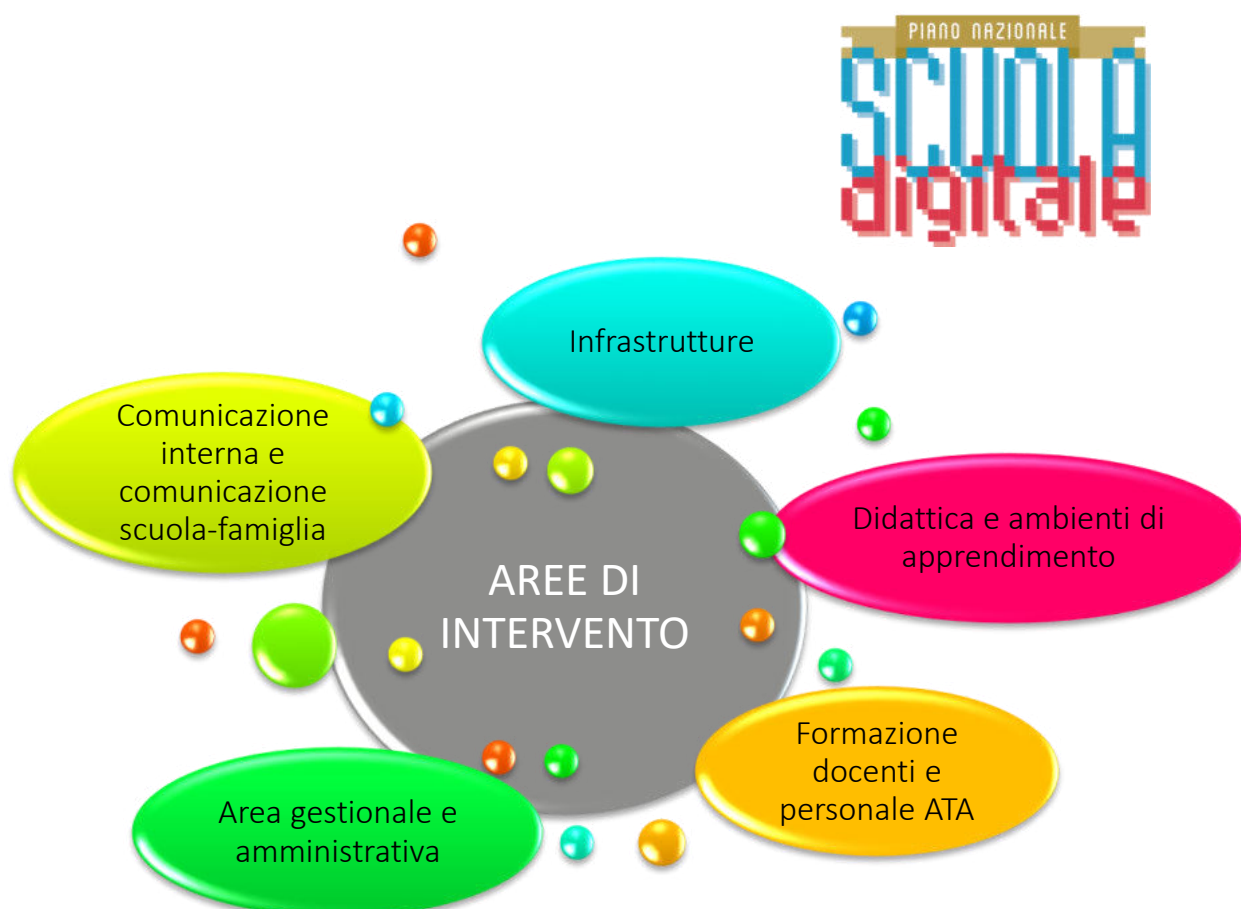 PIANO NAZIONALE
SCUOLA
digitale
Infrastrutture
Comunicazione
interna e
comunicazione
scuola-famiglia
Didattica e ambienti di
apprendimento
AREE DI
INTERVENTO
Formazione
docenti e
personale ATA
Area gestionale e
amministrativa